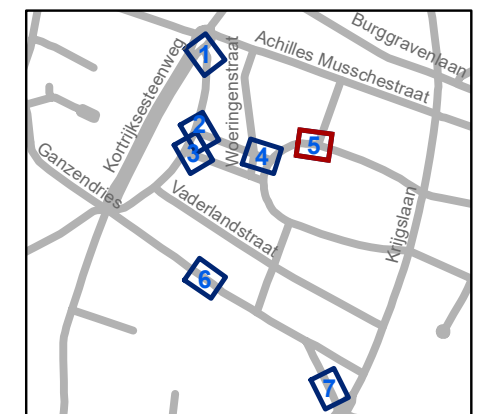 Burggravenlaan
Achilles Musschestraat
Kortrijksesteenweg
Woeringenstraat
1
2
3
4
5
Ganzendries
Vaderlandstraat
Krijgslaan
6
7